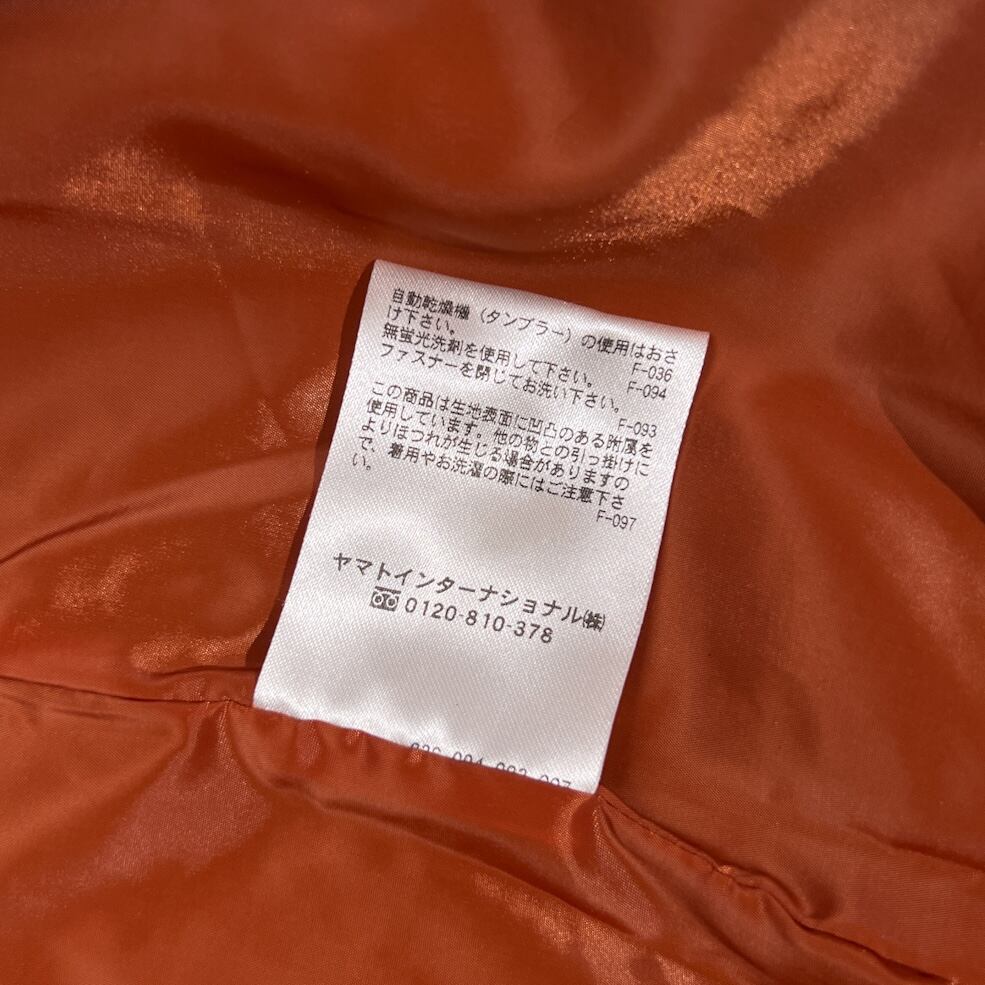 自動乾燥機（タンブラー）の使用はおさ
け下さい。
F-036
無蛍光洗剤を使用して下さい。
F-094
ファスナーを閉じてお洗い下さい。
F-093
この商品は生地表面に凹凸のある附属を
使用しています。他の物との引っ掛けに
よりほつれが生じる場合がありますの
で、着用やお洗濯の際にはご注意下さ
い。
F-097
ヤマトインターナショナル㈱
0120-810-378